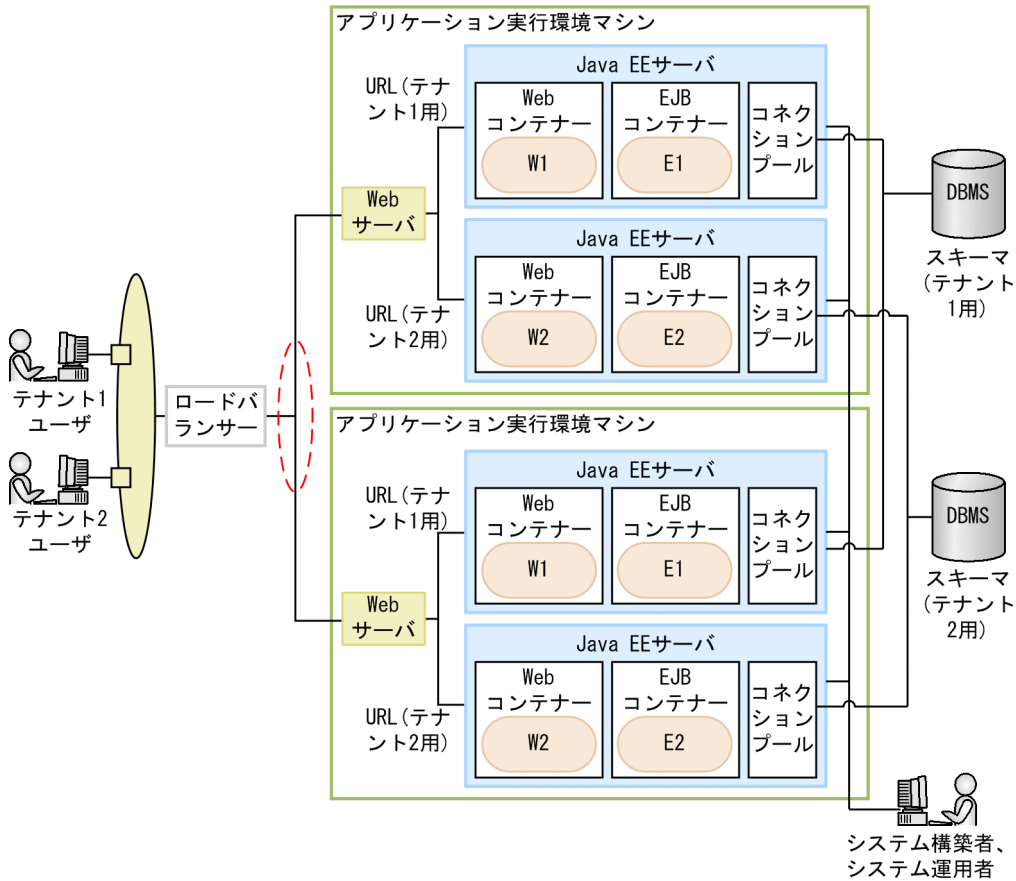 アプリケーション実行環境マシン
Java EEサーバ
URL(テナ
ント1用)
Web
コンテナー
W1
EJB
コンテナー
E1
コネク
ション
プール
Web
サーバ
Java EEサーバ
URL(テナ
ント2用)
Web
コンテナー
W2
EJB
コンテナー
E2
コネク
ション
プール
DBMS
スキーマ
(テナント
1用)
テナント1
ユーザ
テナント2
ユーザ
ロードバ
ランサー
アプリケーション実行環境マシン
Java EEサーバ
URL(テナ
ント1用)
Web
コンテナー
W1
EJB
コンテナー
E1
コネク
ション
プール
Web
サーバ
Java EEサーバ
URL(テナ
ント2用)
Web
コンテナー
W2
EJB
コンテナー
E2
コネク
ション
プール
DBMS
スキーマ
(テナント
2用)
システム構築者、
システム運用者